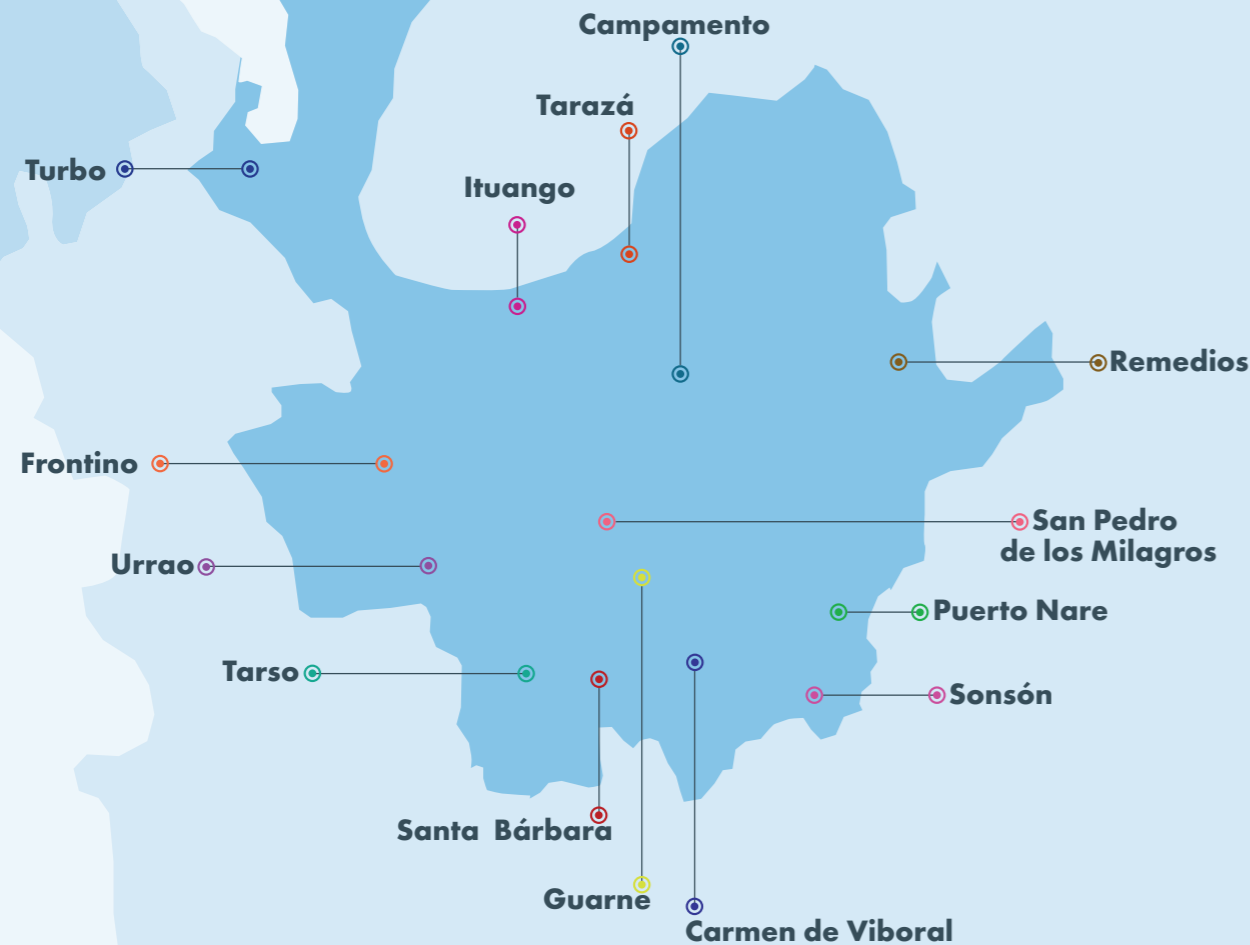 Campamento
Tarazá
Turbo
Ituango
Remedios
Frontino
San Pedro
de los Milagros
Urrao
Puerto Nare
Tarso
Sonsón
Santa Bárbara
Guarne
Carmen de Viboral